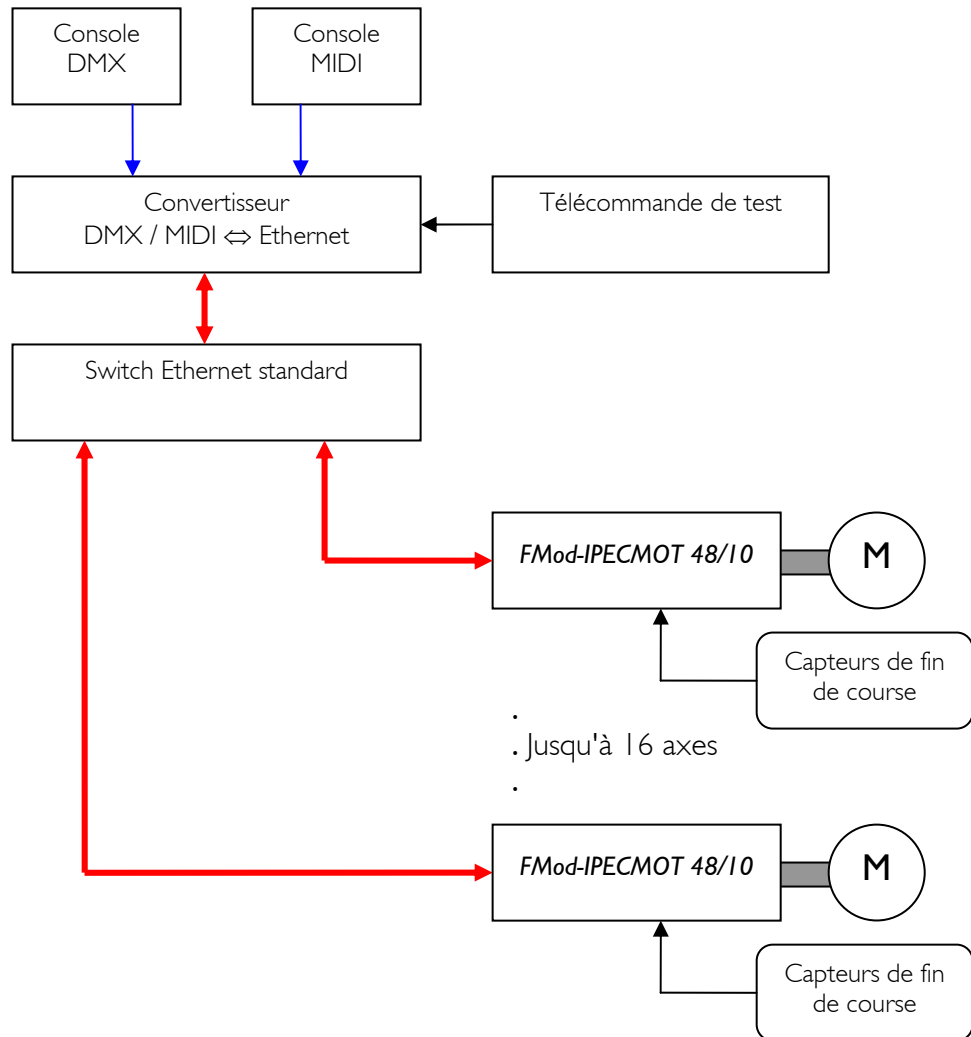 Console
DMX
Console
MIDI
Convertisseur
DMX / MIDI ⇔ Ethernet
Télécommande de test
Switch Ethernet standard
FMod-IPECMOT 48/10
M
Capteurs de fin
de course
. Jusqu'à 16 axes
FMod-IPECMOT 48/10
M
Capteurs de fin
de course